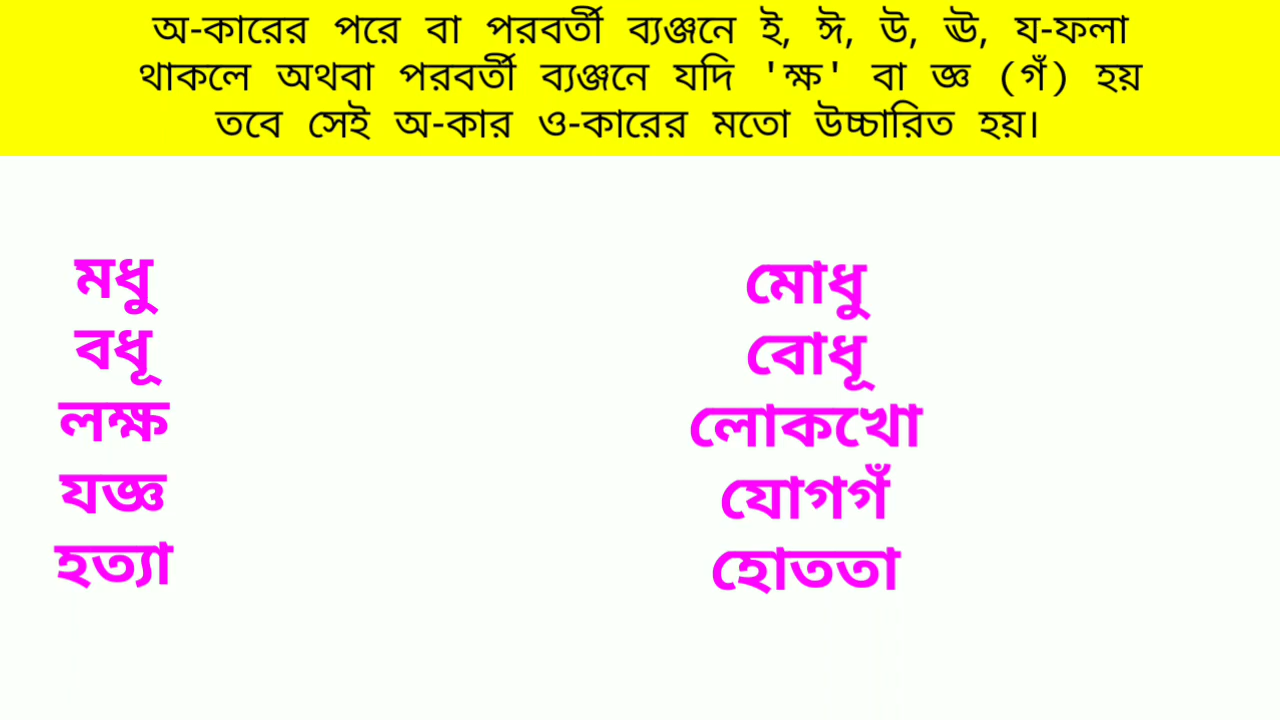 অ-কারের পরে বা পরবর্তী ব্যঞ্জনে ই, ঈ, উ, ঊ, য-ফলা
থাকলে অথবা পরবর্তী ব্যঞ্জনে যদি 'ক্ষ' বা জ্ঞ (গঁ) হয়
তবে সেই অ-কার ও-কারের মতো উচ্চারিত হয়।
মধু মোধু
বধূ বোধূ
লক্ষ লোকখো
যজ্ঞ যোগগঁ
হত্যা হোততা